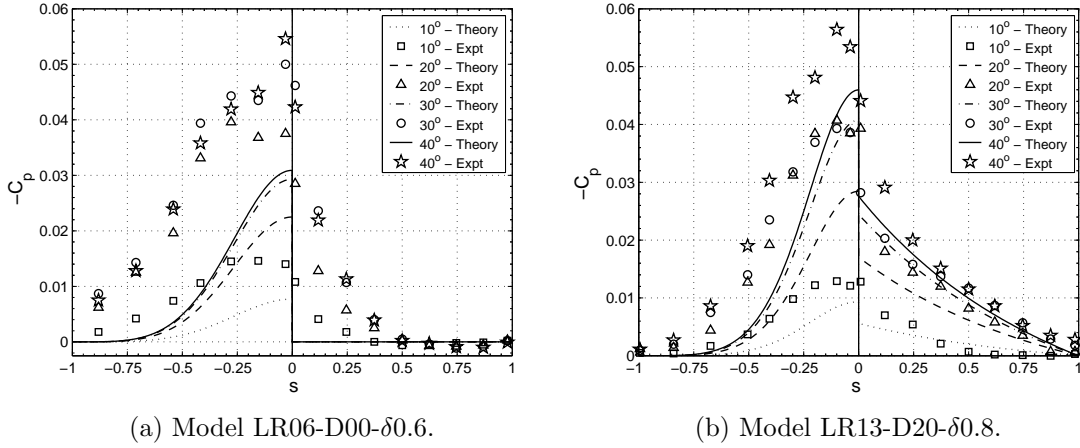 0.06
0.05
0.04
0.03
0.02
0.01
0
−C_p
−1 −0.75 −0.5 −0.25 0 0.25 0.5 0.75 1
s
10° − Theory
10° − Expt
20° − Theory
20° − Expt
30° − Theory
30° − Expt
40° − Theory
40° − Expt
(a) Model LR06-D00-δ0.6.
0.06
0.05
0.04
0.03
0.02
0.01
0
−C_p
−1 −0.75 −0.5 −0.25 0 0.25 0.5 0.75 1
s
10° − Theory
10° − Expt
20° − Theory
20° − Expt
30° − Theory
30° − Expt
40° − Theory
40° − Expt
(b) Model LR13-D20-δ0.8.